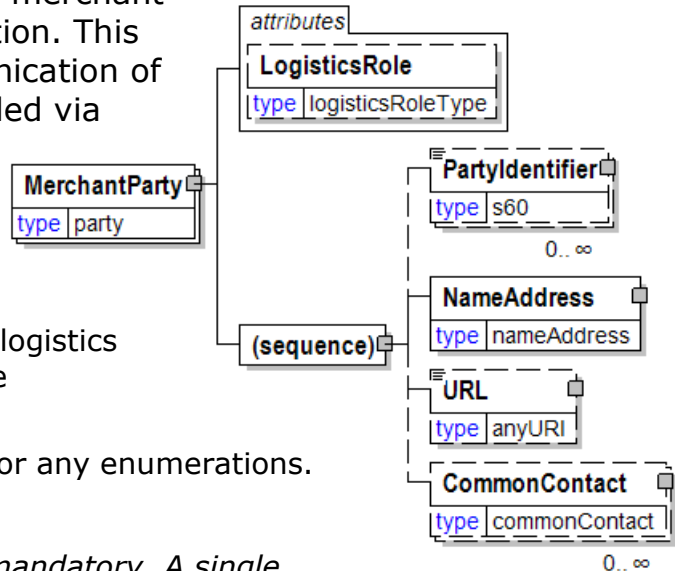 merchant
tion. This
nication of
led via
logistics
e
or any enumerations.
mandatory. A single
attributes
LogisticsRole
type logisticsRoleType
MerchantParty
type party
(sequence)
PartyIdentifier
type s60
0.. ∞
NameAddress
type nameAddress
URL
type anyURI
CommonContact
type commonContact
0.. ∞